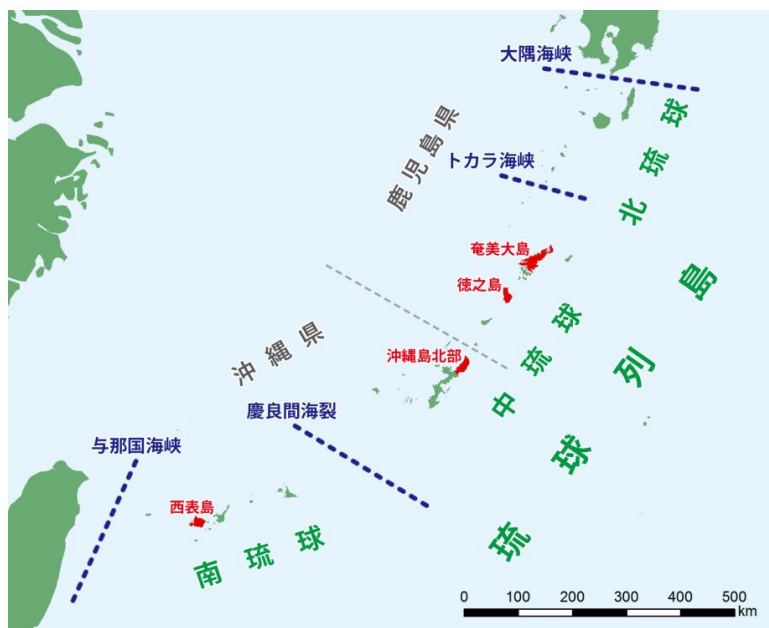 大隅海峡
北琉球
鹿児島県
トカラ海峡
奄美大島
徳之島
琉球列島
中琉球
沖縄県
沖縄島北部
慶良間海裂
与那国海峡
西表島
南琉球
0 100 200 300 400 500
km